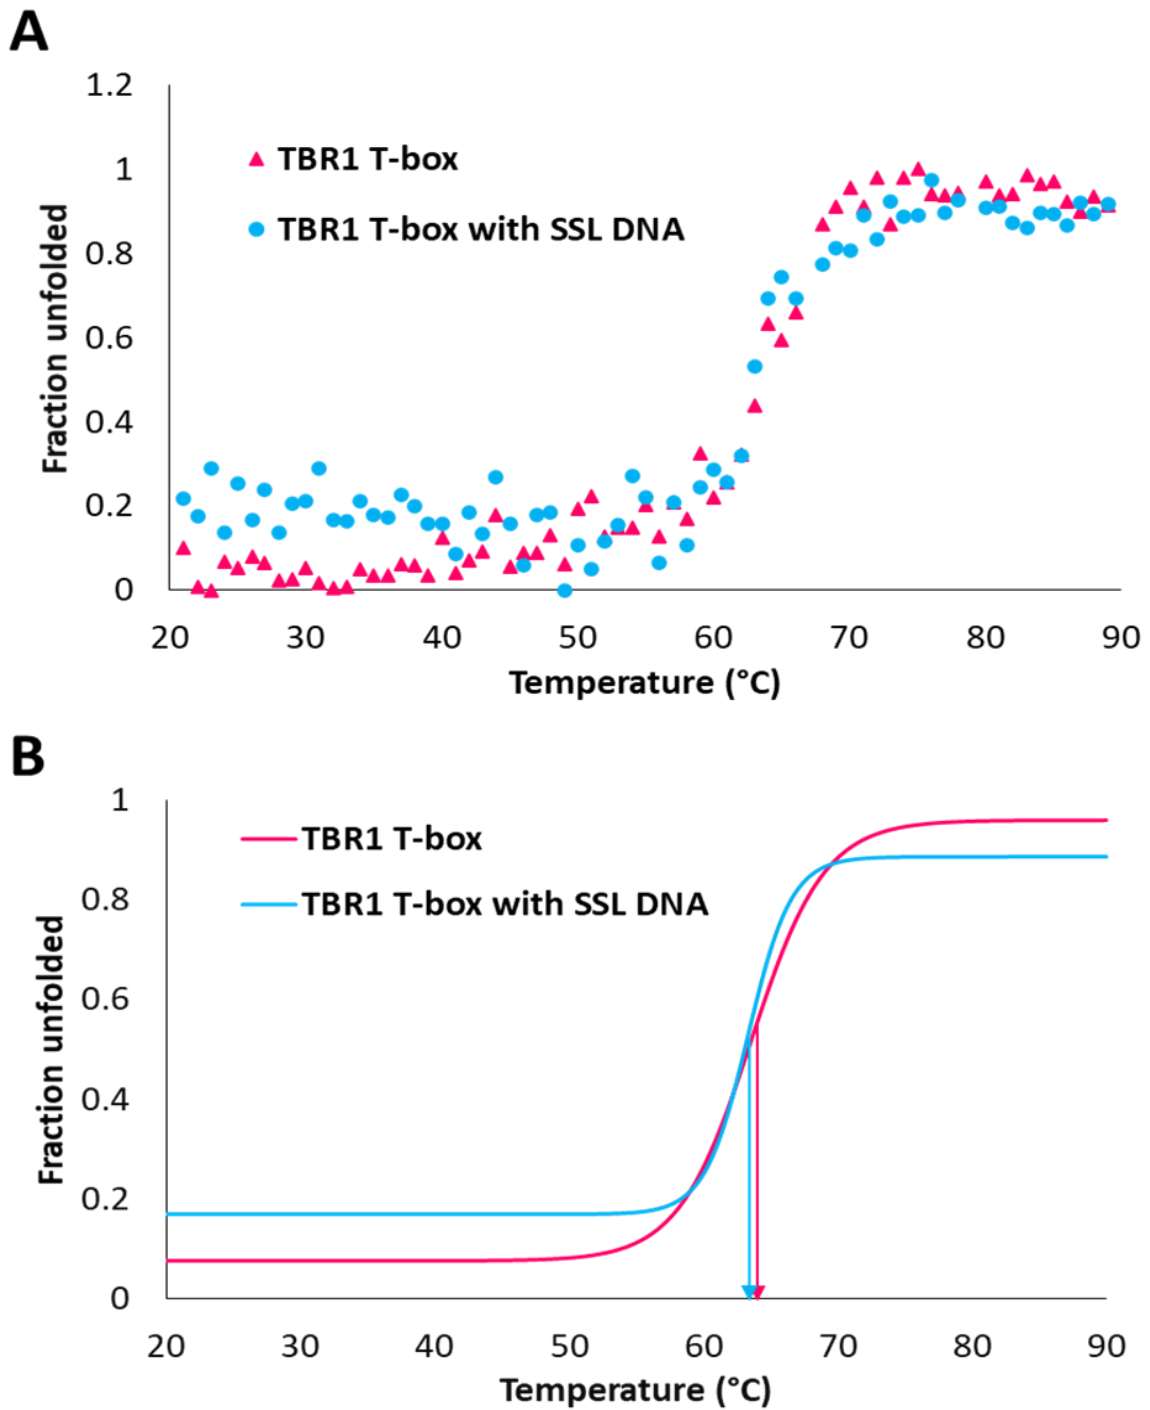 A
1.2
1
0.8
0.6
0.4
0.2
0
Fraction unfolded
TBR1 T-box
TBR1 T-box with SSL DNA
20 30 40 50 60 70 80 90
Temperature (°C)
B
1
0.8
0.6
0.4
0.2
0
Fraction unfolded
TBR1 T-box
TBR1 T-box with SSL DNA
20 30 40 50 60 70 80 90
Temperature (°C)